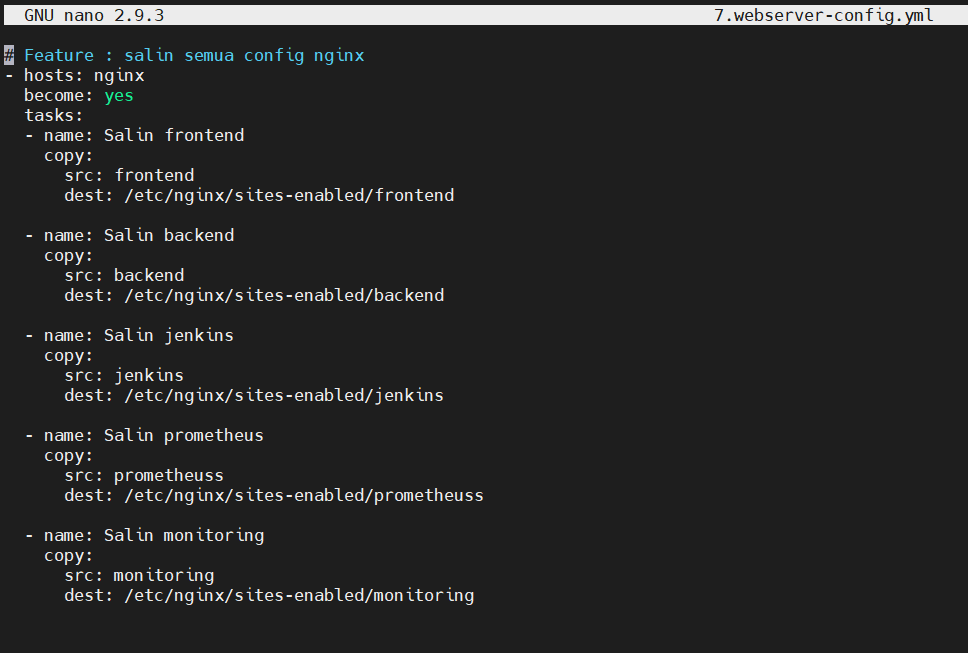 GNU nano 2.9.3 7.webserver-config.yml
# Feature : salin semua config nginx
- hosts: nginx
  become: yes
  tasks:
  - name: Salin frontend
    copy:
      src: frontend
      dest: /etc/nginx/sites-enabled/frontend

  - name: Salin backend
    copy:
      src: backend
      dest: /etc/nginx/sites-enabled/backend

  - name: Salin jenkins
    copy:
      src: jenkins
      dest: /etc/nginx/sites-enabled/jenkins

  - name: Salin prometheus
    copy:
      src: prometheuss
      dest: /etc/nginx/sites-enabled/prometheuss

  - name: Salin monitoring
    copy:
      src: monitoring
      dest: /etc/nginx/sites-enabled/monitoring